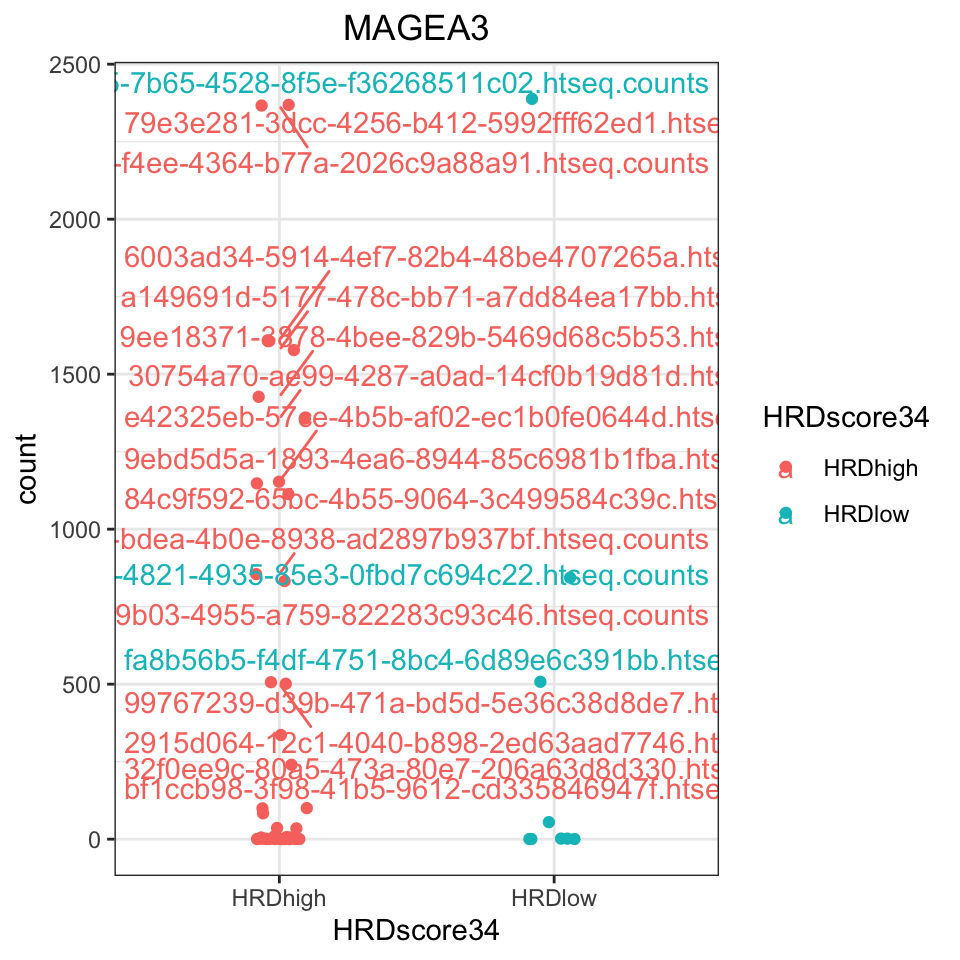 MAGEA3
2500
2000
1500
1000
500
0
count
-7b65-4528-8f5e-f36268511c02.htseq.counts
79e3e281-3dcc-4256-b412-5992fff62ed1.htse
-f4ee-4364-b77a-2026c9a88a91.htseq.counts
6003ad34-5914-4ef7-82b4-48be4707265a.hts
a149691d-5177-478c-bb71-a7dd84ea17bb.hts
9ee18371-3878-4bee-829b-5469d68c5b53.hts
30754a70-ae99-4287-a0ad-14cf0b19d81d.hts
e42325eb-57ce-4b5b-af02-ec1b0fe0644d.htse
9ebd5d5a-1893-4ea6-8944-85c6981b1fba.hts
84c9f592-65bc-4b55-9064-3c499584c39c.hts
-bdea-4b0e-8938-ad2897b937bf.htseq.counts
-4821-4935-85e3-0fbd7c694c22.htseq.counts
9b03-4955-a759-822283c93c46.htseq.counts
fa8b56b5-f4df-4751-8bc4-6d89e6c391bb.htse
99767239-d39b-471a-bd5d-5e36c38d8de7.ht
2915d064-12c1-4040-b898-2ed63aad7746.ht
32f0ee9c-80a5-473a-80e7-206a63d8d330.hts
bf1ccb98-3f98-41b5-9612-cd335846947f.htse
HRDhigh
HRDlow
HRDscore34
HRDscore34
a HRDhigh
a HRDlow